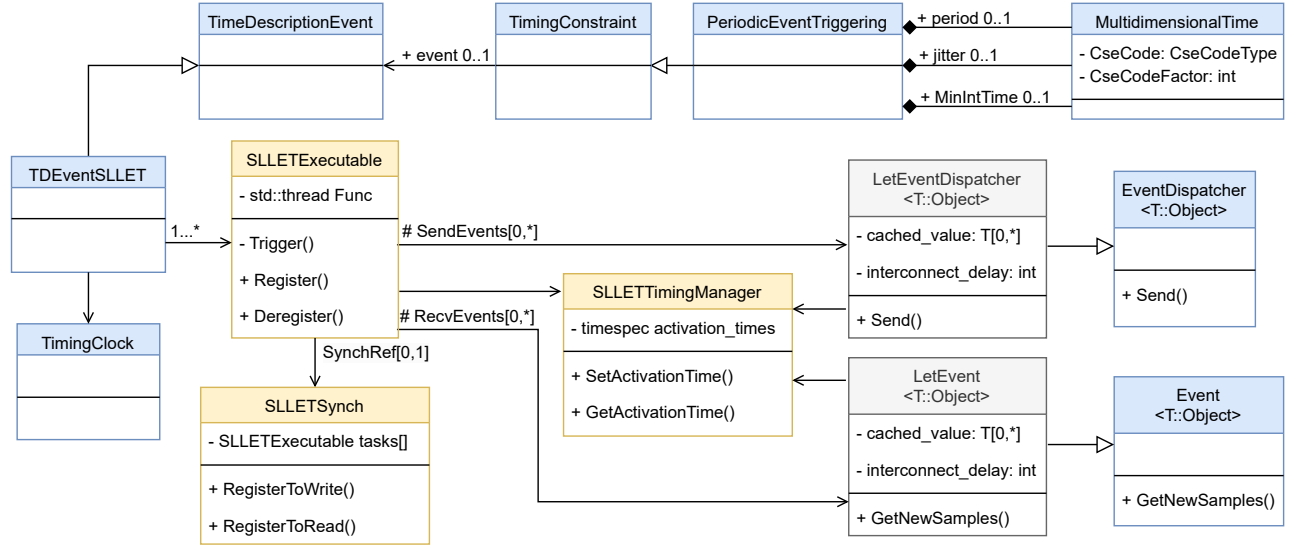 TimeDescriptionEvent
TimingConstraint
PeriodicEventTriggering
+ period 0..1
MultidimensionalTime
+ event 0..1
+ jitter 0..1
- CseCode: CseCodeType
- CseCodeFactor: int
+ MinIntTime 0..1
TDEventSLLET
1...*
SLLETExecutable
- std::thread Func
- Trigger()
+ Register()
+ Deregister()
# SendEvents[0,*]
# RecvEvents[0,*]
SynchRef[0,1]
LetEventDispatcher
<T::Object>
- cached_value: T[0,*]
- interconnect_delay: int
+ Send()
EventDispatcher
<T::Object>
+ Send()
SLLETTimingManager
- timespec activation_times
+ SetActivationTime()
+ GetActivationTime()
TimingClock
SLLETSynch
- SLLETExecutable tasks[]
+ RegisterToWrite()
+ RegisterToRead()
LetEvent
<T::Object>
- cached_value: T[0,*]
- interconnect_delay: int
+ GetNewSamples()
Event
<T::Object>
+ GetNewSamples()